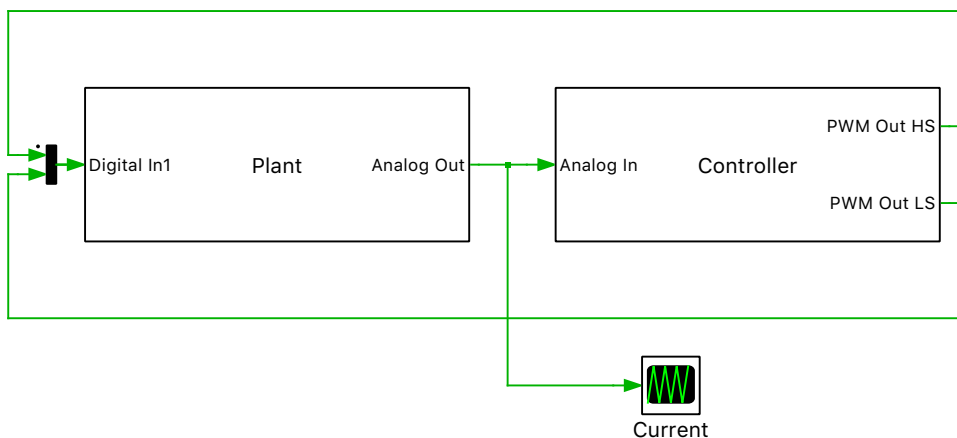 PWM Out HS
Digital In1
Plant
Analog Out
Analog In
Controller
PWM Out LS
Current